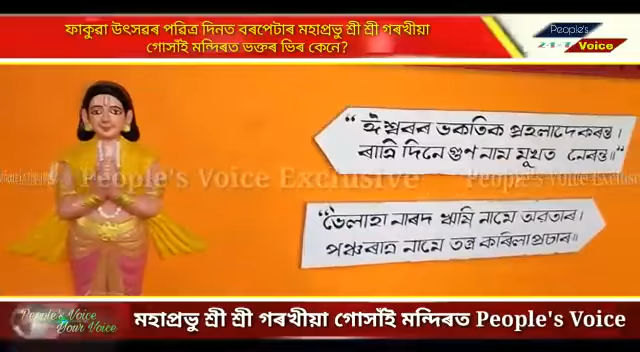 ফাকুৱা উৎসৱৰ পৱিত্ৰ দিনত বৰপেটাৰ মহাপ্ৰভু শ্ৰী শ্ৰী গৰখীয়া
গোসাঁই মন্দিৰত ভক্তৰ ভিৰ কেনে?
People's
Voice
"ঈশ্বৰৰ ভকতিক প্ৰহলাদে কৰন্ত।
ৰাত্ৰি দিনে গুণ নাম মুখত নেৰন্ত॥"
People's Voice Exclusive
"ভৈলাহা নাৰদ ঋষি নামে অৱতাৰ।
পঞ্চৰাত্ৰ নামে তন্ত্ৰ কৰিলা প্ৰচাৰ॥
People's Voice
Your Voice
মহাপ্ৰভু শ্ৰী শ্ৰী গৰখীয়া গোসাঁই মন্দিৰত People's Voice